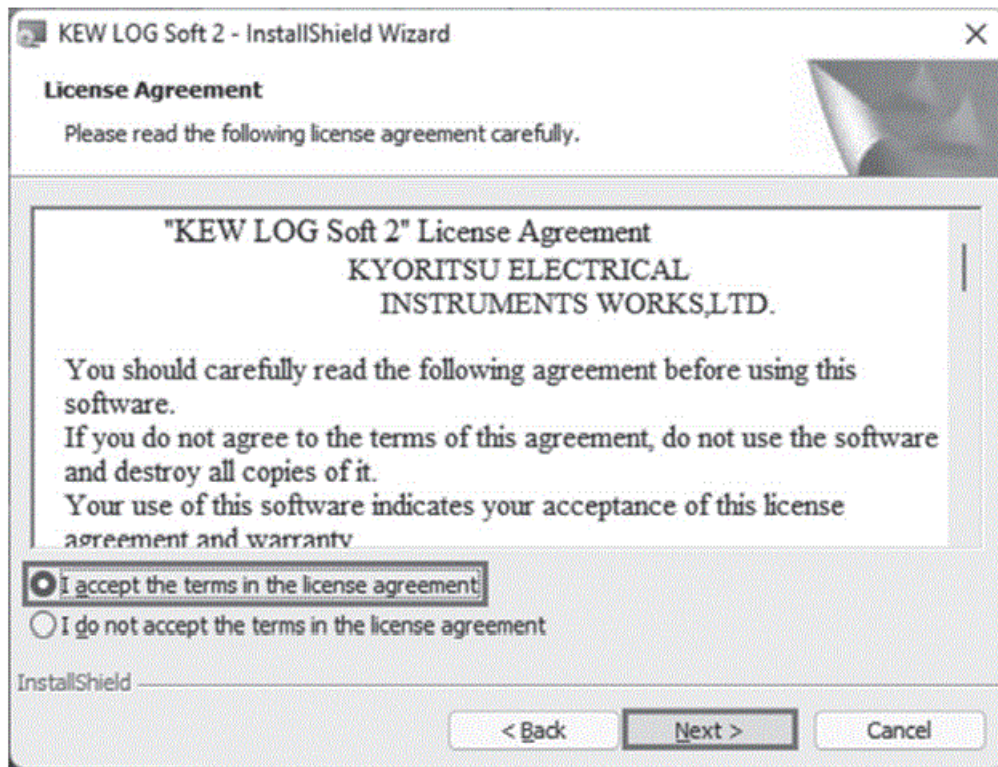 KEW LOG Soft 2 - InstallShield Wizard
License Agreement
Please read the following license agreement carefully.
"KEW LOG Soft 2" License Agreement
KYORITSU ELECTRICAL
INSTRUMENTS WORKS,LTD.
You should carefully read the following agreement before using this
software.
If you do not agree to the terms of this agreement, do not use the software
and destroy all copies of it.
Your use of this software indicates your acceptance of this license
agreement and warranty
I accept the terms in the license agreement
I do not accept the terms in the license agreement
InstallShield
< Back
Next >
Cancel